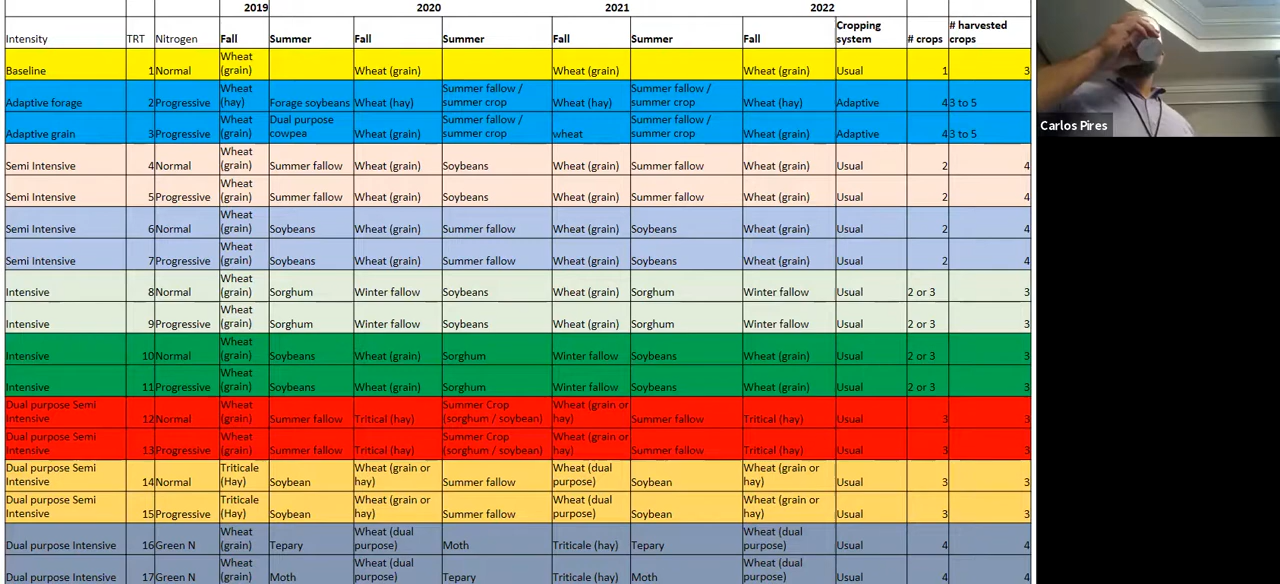 2019 2020 2021 2022
Intensity TRT Nitrogen Fall Summer Fall Summer Fall Summer Fall Cropping system # crops # harvested crops
Baseline 1 Normal Wheat (grain) Wheat (grain) Wheat (grain) Wheat (grain) Usual 1 3
Adaptive forage 2 Progressive Wheat (hay) Forage soybeans Wheat (hay) Summer fallow / summer crop Wheat (hay) Summer fallow / summer crop Wheat (hay) Adaptive 4 3 to 5
Adaptive grain 3 Progressive Wheat (grain) Dual purpose cowpea Wheat (grain) Summer fallow / summer crop wheat Summer fallow / summer crop Wheat (grain) Adaptive 4 3 to 5
Semi Intensive 4 Normal Wheat (grain) Summer fallow Wheat (grain) Soybeans Wheat (grain) Summer fallow Wheat (grain) Usual 2 4
Semi Intensive 5 Progressive Wheat (grain) Summer fallow Wheat (grain) Soybeans Wheat (grain) Summer fallow Wheat (grain) Usual 2 4
Semi Intensive 6 Normal Wheat (grain) Soybeans Wheat (grain) Summer fallow Wheat (grain) Soybeans Wheat (grain) Usual 2 4
Semi Intensive 7 Progressive Wheat (grain) Soybeans Wheat (grain) Summer fallow Wheat (grain) Soybeans Wheat (grain) Usual 2 4
Intensive 8 Normal Wheat (grain) Sorghum Winter fallow Soybeans Wheat (grain) Sorghum Winter fallow Usual 2 or 3 3
Intensive 9 Progressive Wheat (grain) Sorghum Winter fallow Soybeans Wheat (grain) Sorghum Winter fallow Usual 2 or 3 3
Intensive 10 Normal Wheat (grain) Soybeans Wheat (grain) Sorghum Winter fallow Soybeans Wheat (grain) Usual 2 or 3 3
Intensive 11 Progressive Wheat (grain) Soybeans Wheat (grain) Sorghum Winter fallow Soybeans Wheat (grain) Usual 2 or 3 3
Dual purpose Semi Intensive 12 Normal Wheat (grain) Summer fallow Tritical (hay) Summer Crop (sorghum / soybean) Wheat (grain or hay) Summer fallow Tritical (hay) Usual 3 3
Dual purpose Semi Intensive 13 Progressive Wheat (grain) Summer fallow Tritical (hay) Summer Crop (sorghum / soybean) Wheat (grain or hay) Summer fallow Tritical (hay) Usual 3 3
Dual purpose Semi Intensive 14 Normal Triticale (Hay) Soybean Wheat (grain or hay) Summer fallow Wheat (dual purpose) Soybean Wheat (grain or hay) Usual 3 3
Dual purpose Semi Intensive 15 Progressive Triticale (Hay) Soybean Wheat (grain or hay) Summer fallow Wheat (dual purpose) Soybean Wheat (grain or hay) Usual 3 3
Dual purpose Intensive 16 Green N Wheat (grain) Tepary Wheat (dual purpose) Moth Triticale (hay) Tepary Wheat (dual purpose) Usual 4 4
Dual purpose Intensive 17 Green N Wheat (grain) Moth Wheat (dual purpose) Tepary Triticale (hay) Moth Wheat (dual purpose) Usual 4 4
Carlos Pires